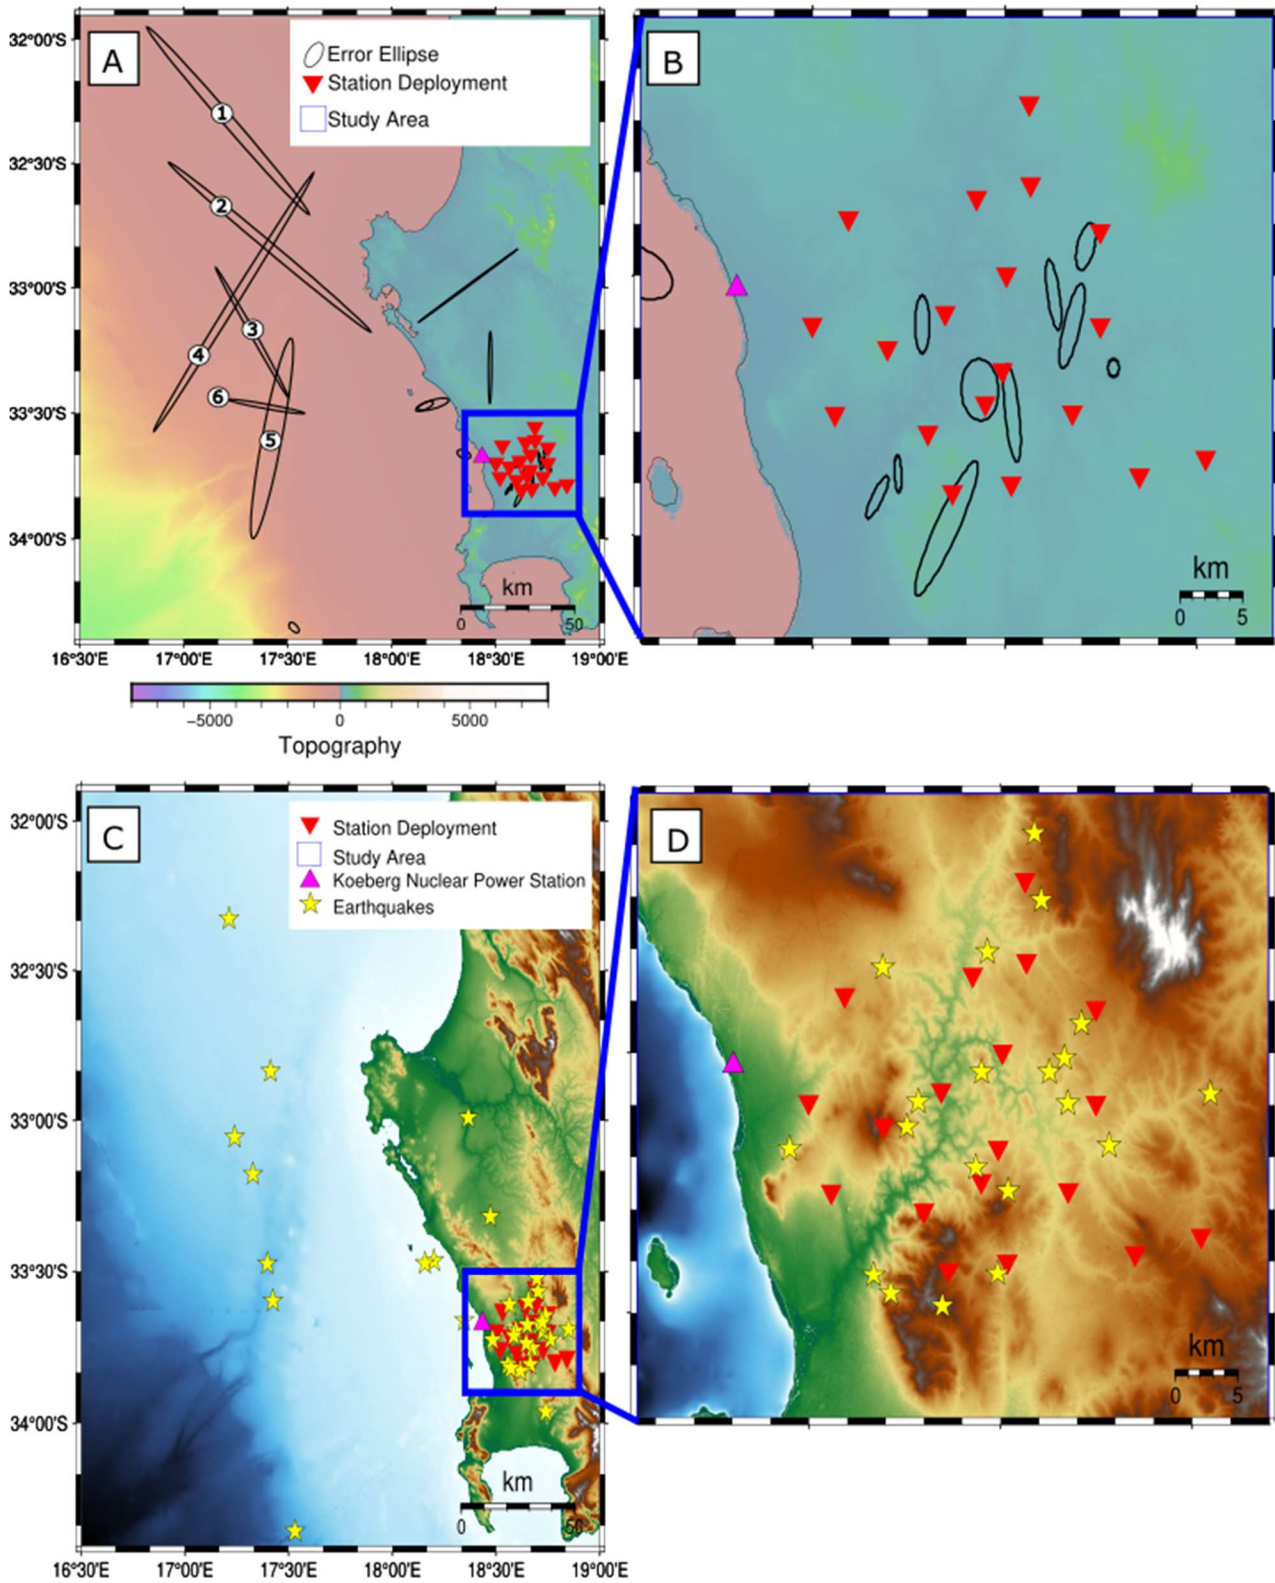 A
Error Ellipse
Station Deployment
Study Area
32°00'S
32°30'S
33°00'S
33°30'S
34°00'S
1
2
3
4
6
5
km
0 50
16°30'E 17°00'E 17°30'E 18°00'E 18°30'E 19°00'E
B
km
0 5
−5000 0 5000
Topography
C
Station Deployment
Study Area
Koeberg Nuclear Power Station
Earthquakes
32°00'S
32°30'S
33°00'S
33°30'S
34°00'S
km
0 50
16°30'E 17°00'E 17°30'E 18°00'E 18°30'E 19°00'E
D
km
0 5